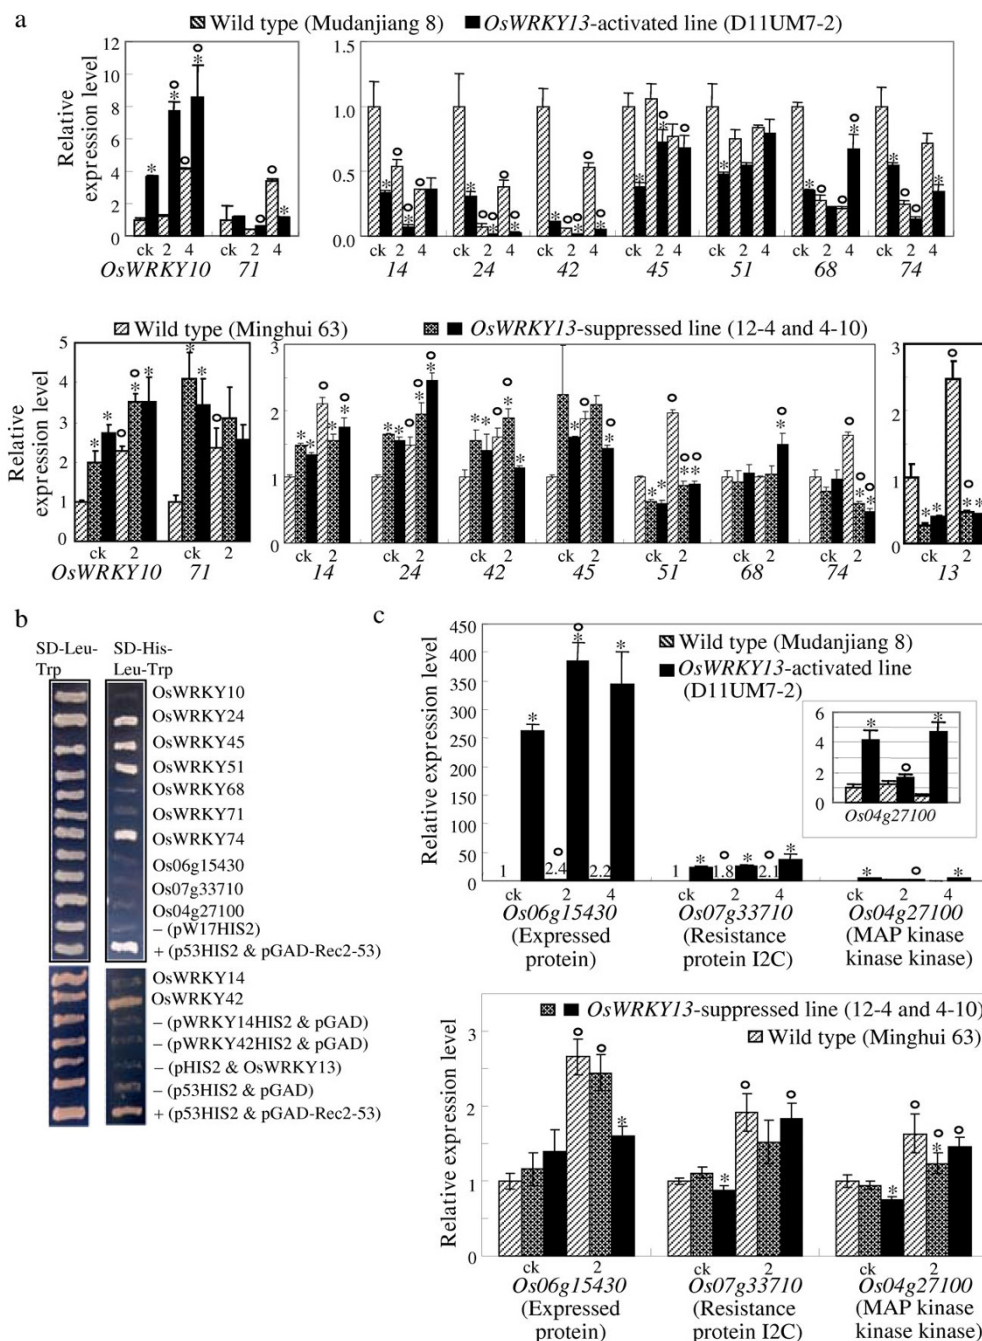 a
Wild type (Mudanjiang 8) OsWRKY13-activated line (D11UM7-2)
Relative
expression level
12
10
8
6
4
2
0
ck 2 4 ck 2 4
OsWRKY10 71
1.5
1.0
0.5
0.0
ck 2 4 ck 2 4 ck 2 4 ck 2 4 ck 2 4 ck 2 4 ck 2 4
14 24 42 45 51 68 74
Wild type (Minghui 63) OsWRKY13-suppressed line (12-4 and 4-10)
Relative
expression level
5
4
3
2
1
0
ck 2 ck 2
OsWRKY10 71
3
2
1
0
ck 2 ck 2 ck 2 ck 2 ck 2 ck 2 ck 2
14 24 42 45 51 68 74
3
2
1
0
ck 2
13
b
SD-Leu-
Trp
SD-His-
Leu-Trp
OsWRKY10
OsWRKY24
OsWRKY45
OsWRKY51
OsWRKY68
OsWRKY71
OsWRKY74
Os06g15430
Os07g33710
Os04g27100
− (pW17HIS2)
+ (p53HIS2 & pGAD-Rec2-53)
OsWRKY14
OsWRKY42
− (pWRKY14HIS2 & pGAD)
− (pWRKY42HIS2 & pGAD)
− (pHIS2 & OsWRKY13)
− (p53HIS2 & pGAD)
+ (p53HIS2 & pGAD-Rec2-53)
c
Relative expression level
450
400
350
300
250
200
150
100
50
0
Wild type (Mudanjiang 8)
OsWRKY13-activated line
(D11UM7-2)
6
4
2
0
Os04g27100
1 2.4 2.2 1 1.8 2.1
ck 2 4 ck 2 4 ck 2 4
Os06g15430 Os07g33710 Os04g27100
(Expressed (Resistance (MAP kinase
protein) protein I2C) kinase kinase)
OsWRKY13-suppressed line (12-4 and 4-10)
Wild type (Minghui 63)
Relative expression level
3
2
1
0
ck 2 ck 2 ck 2
Os06g15430 Os07g33710 Os04g27100
(Expressed (Resistance (MAP kinase
protein) protein I2C) kinase kinase)